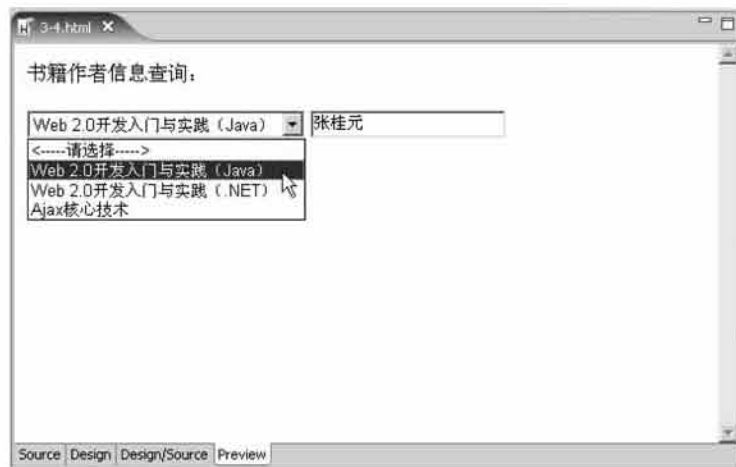 3-4.html
书籍作者信息查询：
Web 2.0开发入门与实践（Java） 张桂元
<-----请选择----->
Web 2.0开发入门与实践（Java）
Web 2.0开发入门与实践（.NET）
Ajax核心技术
Source Design Design/Source Preview